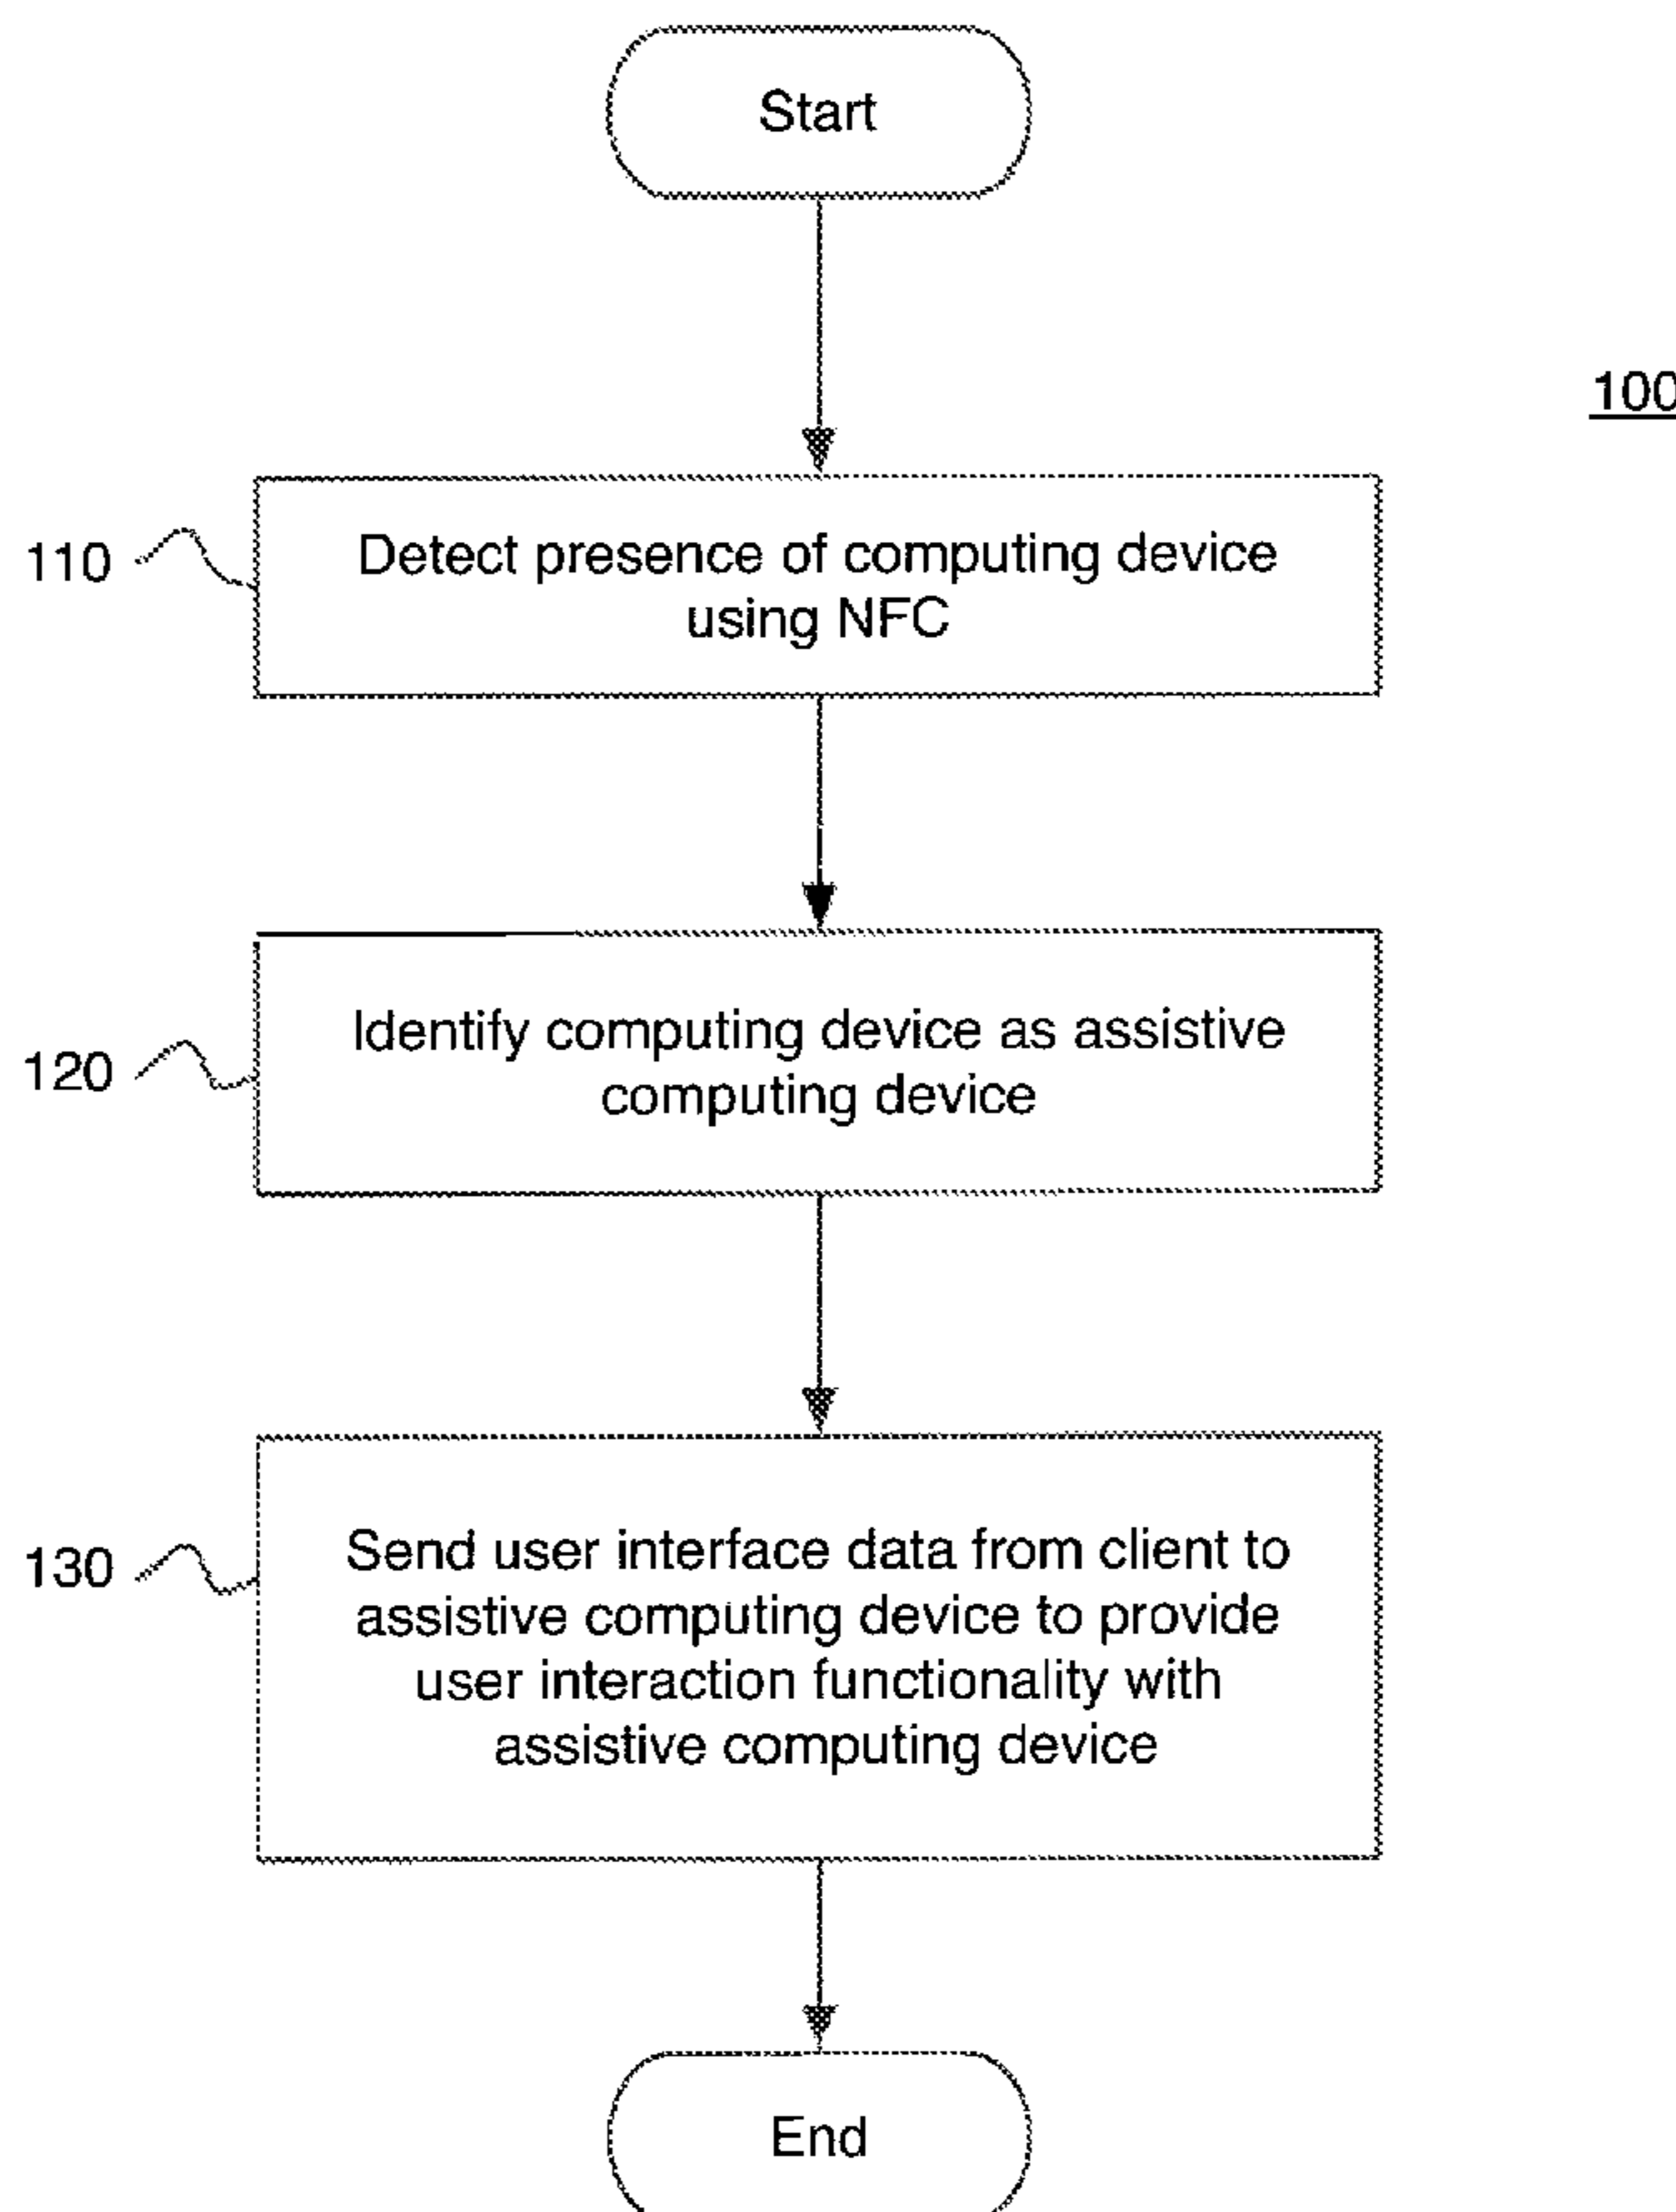 Start
100
110
Detect presence of computing device
using NFC
120
Identify computing device as assistive
computing device
130
Send user interface data from client to
assistive computing device to provide
user interaction functionality with
assistive computing device
End